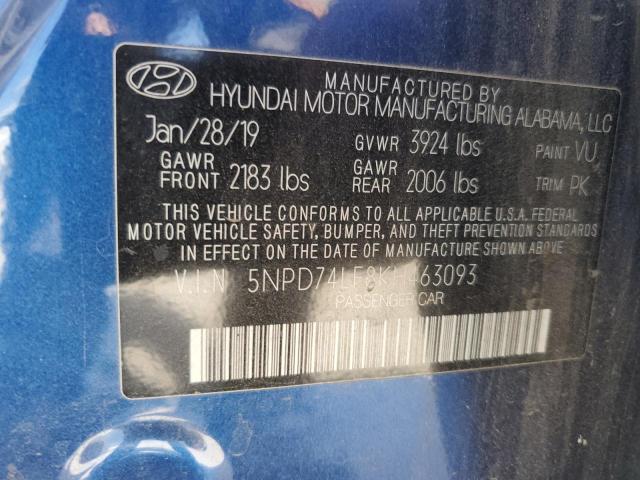 MANUFACTURED BY
HYUNDAI MOTOR MANUFACTURING ALABAMA, LLC
Jan/28/19 GVWR 3924 lbs PAINT VU
GAWR FRONT 2183 lbs GAWR REAR 2006 lbs TRIM PK
THIS VEHICLE CONFORMS TO ALL APPLICABLE U.S.A. FEDERAL
MOTOR VEHICLE SAFETY, BUMPER, AND THEFT PREVENTION STANDARDS
IN EFFECT ON THE DATE OF MANUFACTURE SHOWN ABOVE.
V.I.N 5NPD74LF8KH463093
PASSENGER CAR